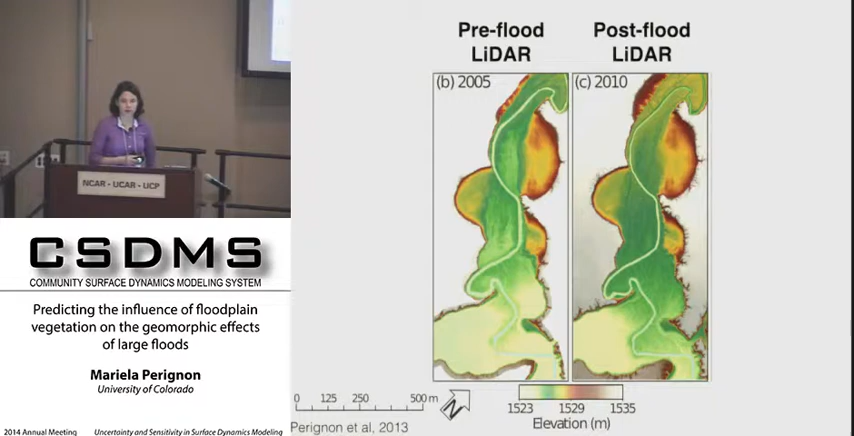 NCAR - UCAR - UCP
CSDMS
COMMUNITY SURFACE DYNAMICS MODELING SYSTEM
Predicting the influence of floodplain
vegetation on the geomorphic effects
of large floods
Mariela Perignon
University of Colorado
2014 Annual Meeting
Uncertainty and Sensitivity in Surface Dynamics Modeling
Pre-flood
LiDAR
Post-flood
LiDAR
(b) 2005
(c) 2010
0 125 250 500 m
N
1523 1529 1535
Elevation (m)
Perignon et al, 2013